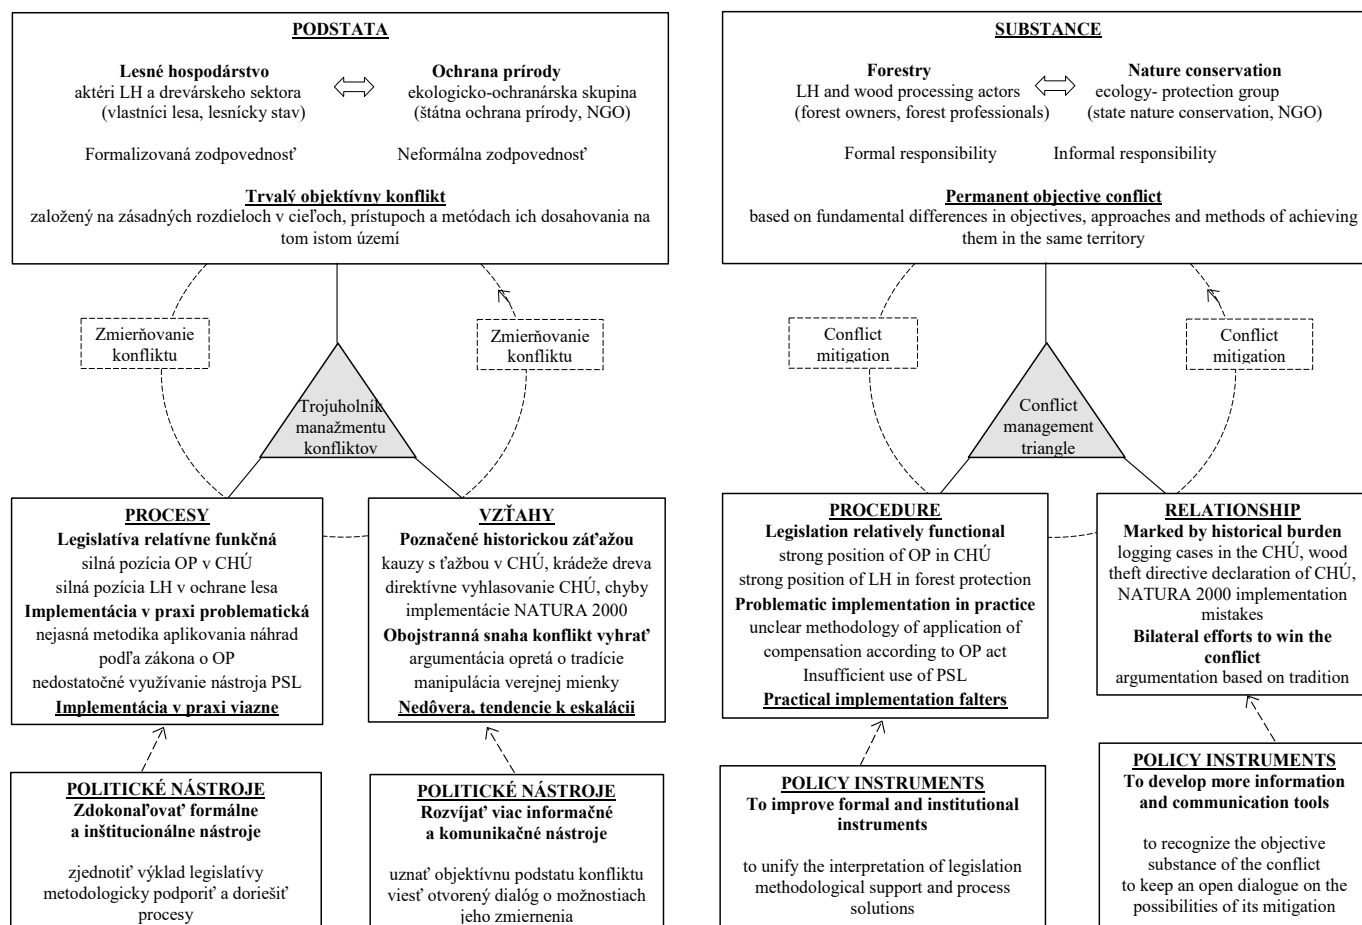 PODSTATA
Lesné hospodárstvo
aktéri LH a drevárskeho sektora
(vlastníci lesa, lesnícky stav)
Ochrana prírody
ekologicko-ochranárska skupina
(štátna ochrana prírody, NGO)
Formalizovaná zodpovednosť
Neformálna zodpovednosť
Trvalý objektívny konflikt
založený na zásadných rozdieloch v cieľoch, prístupoch a metódach ich dosahovania na
tom istom území
Zmierňovanie
konfliktu
Zmierňovanie
konfliktu
Trojuholník
manažmentu
konfliktov
PROCESY
Legislatíva relatívne funkčná
silná pozícia OP v CHÚ
silná pozícia LH v ochrane lesa
Implementácia v praxi problematická
nejasná metodika aplikovania náhrad
podľa zákona o OP
nedostatočné využívanie nástroja PSL
Implementácia v praxi viazne
VZŤAHY
Poznačené historickou záťažou
kauzy s ťažbou v CHÚ, krádeže dreva
direktívne vyhlasovanie CHÚ, chyby
implementácie NATURA 2000
Obojstranná snaha konflikt vyhrať
argumentácia opretá o tradície
manipulácia verejnej mienky
Nedôvera, tendencie k eskalácii
POLITICKÉ NÁSTROJE
Zdokonaľovať formálne
a inštitucionálne nástroje
zjednotiť výklad legislatívy
metodologicky podporiť a doriešiť
procesy
POLITICKÉ NÁSTROJE
Rozvíjať viac informačné
a komunikačné nástroje
uznať objektívnu podstatu konfliktu
viesť otvorený dialóg o možnostiach
jeho zmiernenia
SUBSTANCE
Forestry
LH and wood processing actors
(forest owners, forest professionals)
Nature conservation
ecology- protection group
(state nature conservation, NGO)
Formal responsibility
Informal responsibility
Permanent objective conflict
based on fundamental differences in objectives, approaches and methods of achieving
them in the same territory
Conflict
mitigation
Conflict
mitigation
Conflict
management
triangle
PROCEDURE
Legislation relatively functional
strong position of OP in CHÚ
strong position of LH in forest protection
Problematic implementation in practice
unclear methodology of application of
compensation according to OP act
Insufficient use of PSL
Practical implementation falters
RELATIONSHIP
Marked by historical burden
logging cases in the CHÚ, wood
theft directive declaration of CHÚ,
NATURA 2000 implementation
mistakes
Bilateral efforts to win the
conflict
argumentation based on tradition
POLICY INSTRUMENTS
To improve formal and institutional
instruments
to unify the interpretation of legislation
methodological support and process
solutions
POLICY INSTRUMENTS
To develop more information
and communication tools
to recognize the objective
substance of the conflict
to keep an open dialogue on the
possibilities of its mitigation